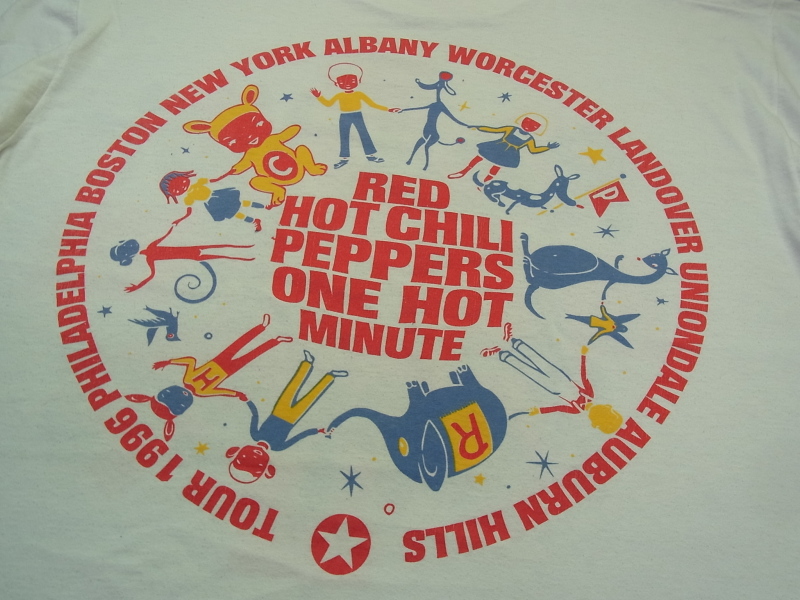 TOUR 1996 PHILADELPHIA BOSTON NEW YORK ALBANY WORCESTER LANDOVER UNIONDALE AUBURN HILLS
RED
HOT CHILI
PEPPERS
ONE HOT
MINUTE
C
P
H
R